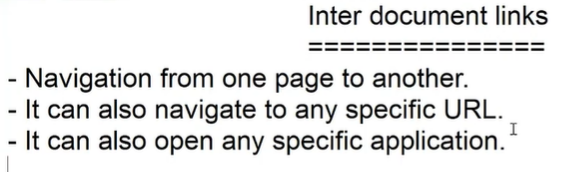 Inter document links
===============
- Navigation from one page to another.
- It can also navigate to any specific URL.
- It can also open any specific application.